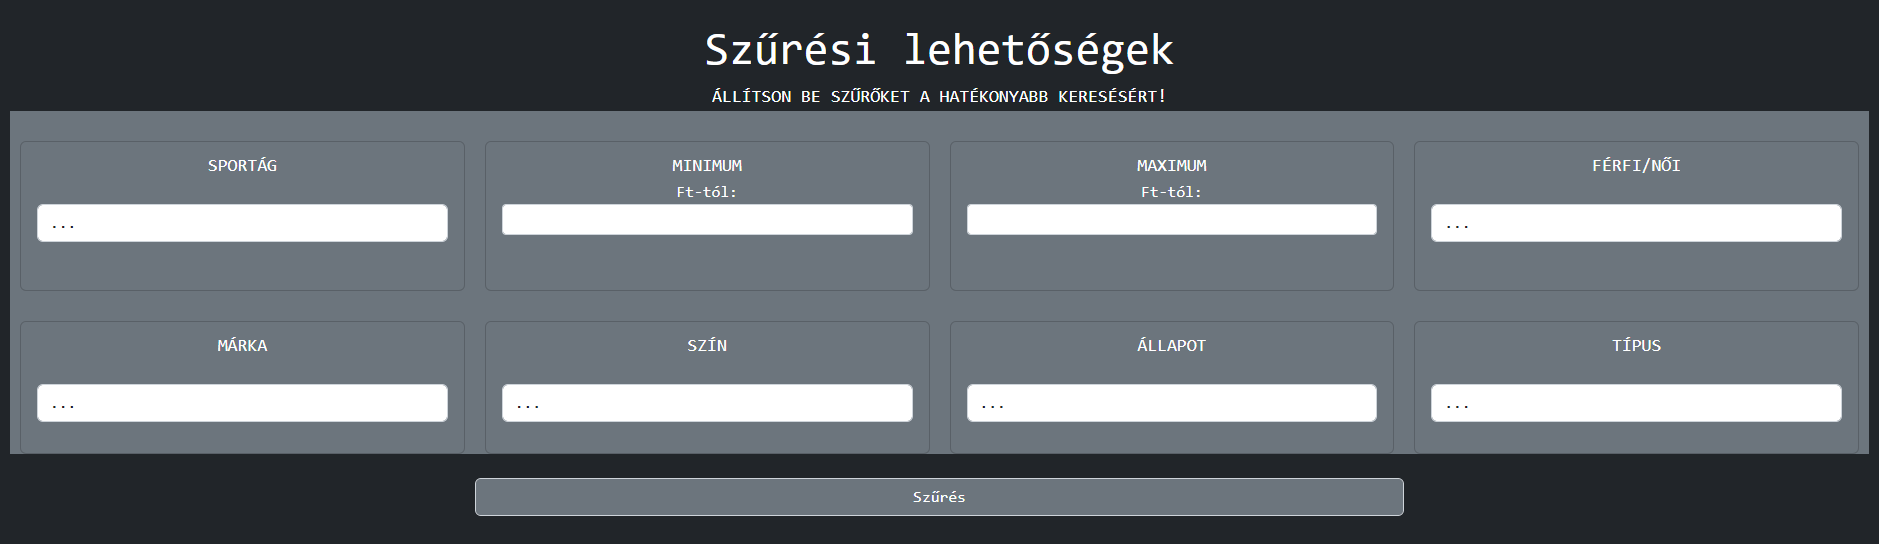 Szűrési lehetőségek
ÁLLÍTSON BE SZŰRŐKET A HATÉKONYABB KERESÉSÉRT!
SPORTÁG
...
MINIMUM
Ft-tól:
MAXIMUM
Ft-tól:
FÉRFI/NŐI
...
MÁRKA
...
SZÍN
...
ÁLLAPOT
...
TÍPUS
...
Szűrés